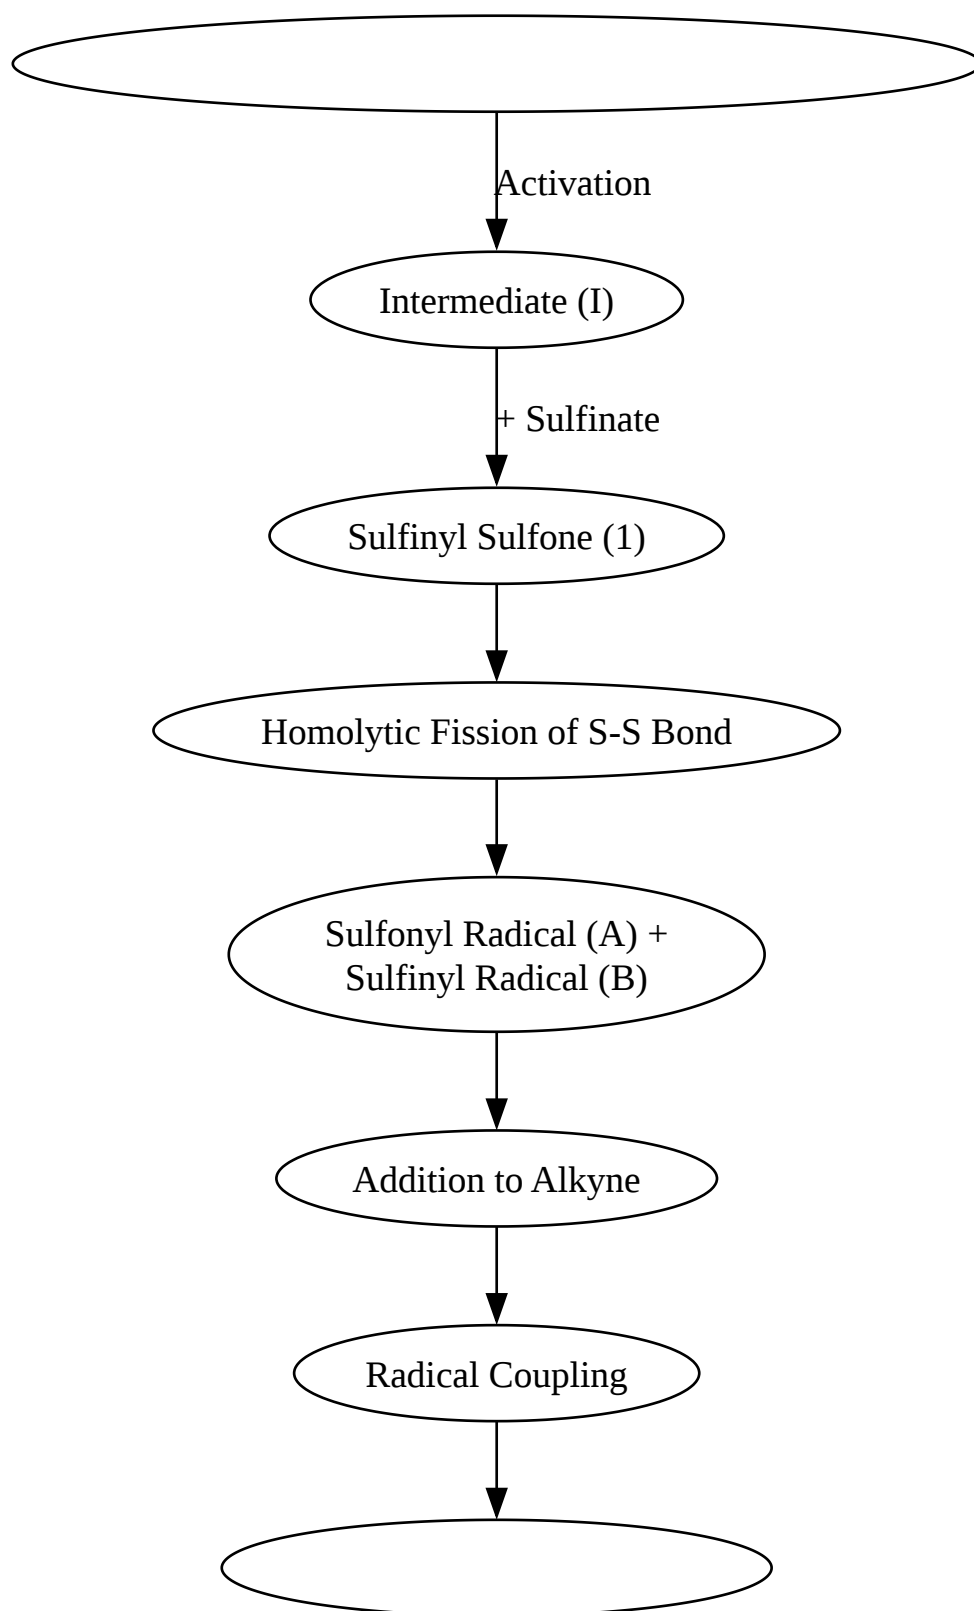 Activation
Intermediate (I)
+ Sulfinate
Sulfinyl Sulfone (1)
Homolytic Fission of S-S Bond
Sulfonyl Radical (A) +
Sulfinyl Radical (B)
Addition to Alkyne
Radical Coupling